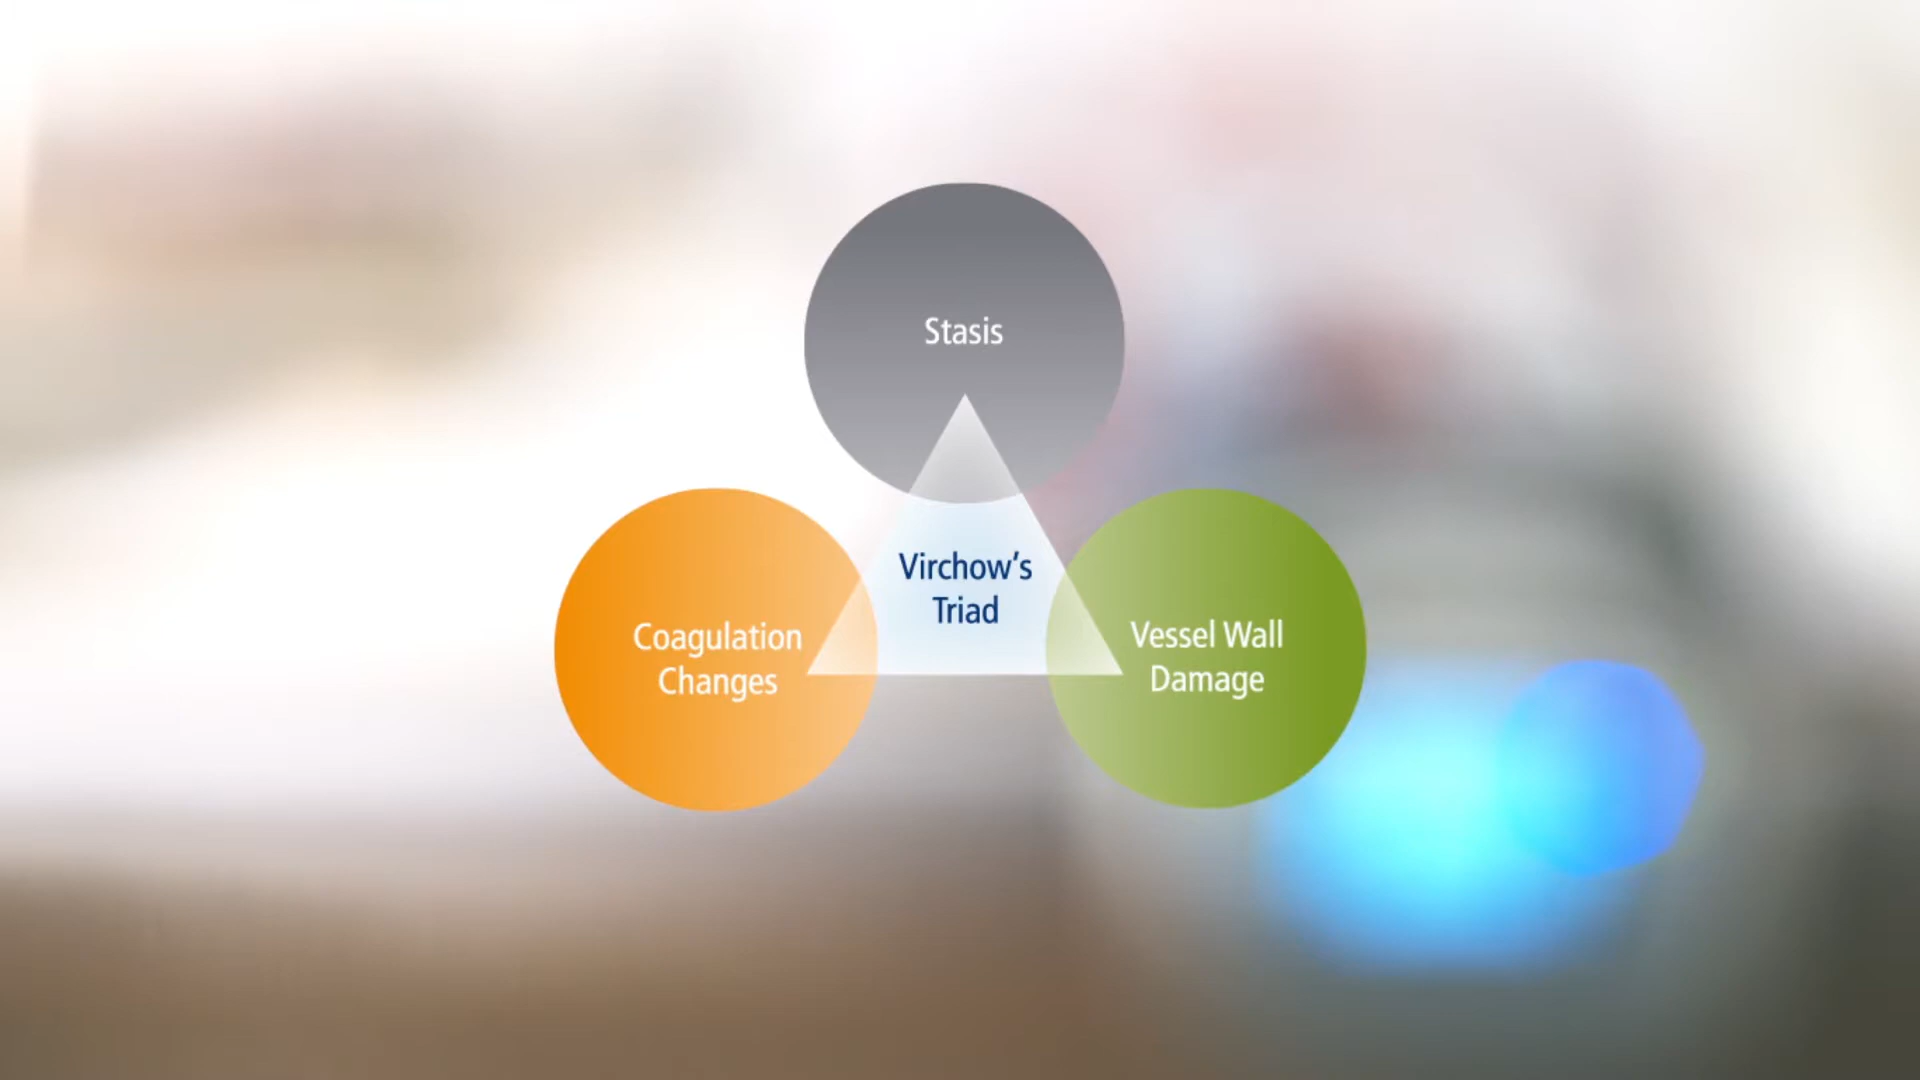 Stasis
Virchow's
Triad
Coagulation
Changes
Vessel Wall
Damage